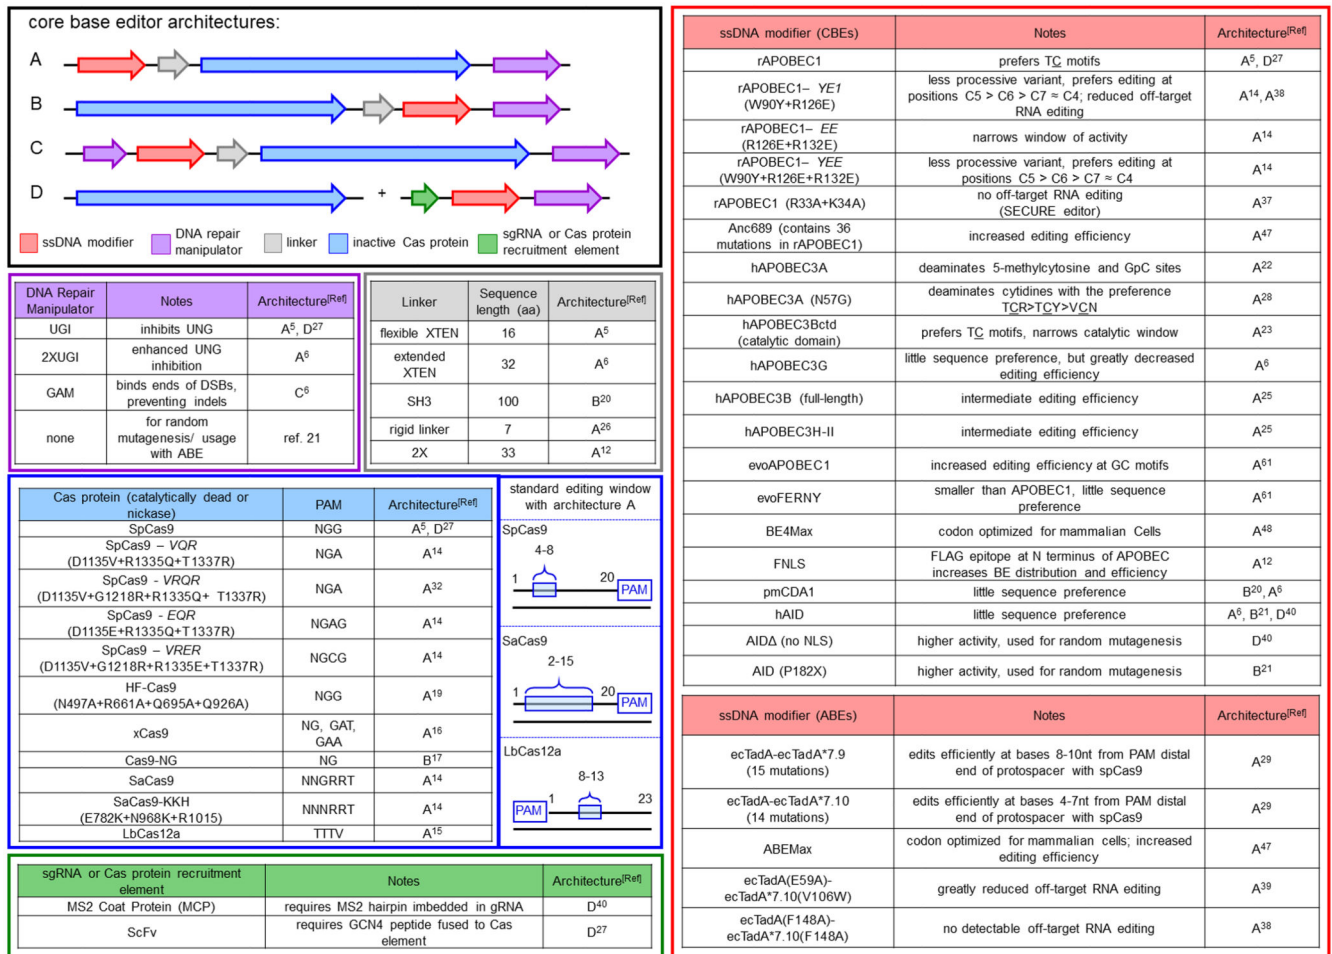 core base editor architectures:
A
B
C
D
+
ssDNA modifier
DNA repair
manipulator
linker
inactive Cas protein
sgRNA or Cas protein
recruitment element
DNA Repair
Manipulator
Notes
Architecture[Ref]
UGI
inhibits UNG
A5, D27
2XUGI
enhanced UNG
inhibition
A6
GAM
binds ends of DSBs,
preventing indels
C6
none
for random
mutagenesis/ usage
with ABE
ref. 21
Linker
Sequence
length (aa)
Architecture[Ref]
flexible XTEN
16
A5
extended
XTEN
32
A6
SH3
100
B20
rigid linker
7
A26
2X
33
A12
Cas protein (catalytically dead or
nickase)
PAM
Architecture[Ref]
SpCas9
NGG
A5, D27
SpCas9 – VQR
(D1135V+R1335Q+T1337R)
NGA
A14
SpCas9 - VRQR
(D1135V+G1218R+R1335Q+ T1337R)
NGA
A32
SpCas9 - EQR
(D1135E+R1335Q+T1337R)
NGAG
A14
SpCas9 – VRER
(D1135V+G1218R+R1335E+T1337R)
NGCG
A14
HF-Cas9
(N497A+R661A+Q695A+Q926A)
NGG
A19
xCas9
NG, GAT,
GAA
A16
Cas9-NG
NG
B17
SaCas9
NNGRRT
A14
SaCas9-KKH
(E782K+N968K+R1015)
NNNRRT
A14
LbCas12a
TTTV
A15
standard editing window
with architecture A
SpCas9
4-8
1
20
PAM
SaCas9
2-15
1
20
PAM
LbCas12a
8-13
PAM
1
23
sgRNA or Cas protein recruitment
element
Notes
Architecture[Ref]
MS2 Coat Protein (MCP)
requires MS2 hairpin imbedded in gRNA
D40
ScFv
requires GCN4 peptide fused to Cas
element
D27
ssDNA modifier (CBEs)
Notes
Architecture[Ref]
rAPOBEC1
prefers TC motifs
A5, D27
rAPOBEC1– YE1
(W90Y+R126E)
less processive variant, prefers editing at
positions C5 > C6 > C7 ≈ C4; reduced off-target
RNA editing
A14, A38
rAPOBEC1– EE
(R126E+R132E)
narrows window of activity
A14
rAPOBEC1– YEE
(W90Y+R126E+R132E)
less processive variant, prefers editing at
positions C5 > C6 > C7 ≈ C4
A14
rAPOBEC1 (R33A+K34A)
no off-target RNA editing
(SECURE editor)
A37
Anc689 (contains 36
mutations in rAPOBEC1)
increased editing efficiency
A47
hAPOBEC3A
deaminates 5-methylcytosine and GpC sites
A22
hAPOBEC3A (N57G)
deaminates cytidines with the preference
TCR>TCY>VCN
A28
hAPOBEC3Bctd
(catalytic domain)
prefers TC motifs, narrows catalytic window
A23
hAPOBEC3G
little sequence preference, but greatly decreased
editing efficiency
A6
hAPOBEC3B (full-length)
intermediate editing efficiency
A25
hAPOBEC3H-II
intermediate editing efficiency
A25
evoAPOBEC1
increased editing efficiency at GC motifs
A61
evoFERNY
smaller than APOBEC1, little sequence
preference
A61
BE4Max
codon optimized for mammalian Cells
A48
FNLS
FLAG epitope at N terminus of APOBEC
increases BE distribution and efficiency
A12
pmCDA1
little sequence preference
B20, A6
hAID
little sequence preference
A6, B21, D40
AIDΔ (no NLS)
higher activity, used for random mutagenesis
D40
AID (P182X)
higher activity, used for random mutagenesis
B21
ssDNA modifier (ABEs)
Notes
Architecture[Ref]
ecTadA-ecTadA*7.9
(15 mutations)
edits efficiently at bases 8-10nt from PAM distal
end of protospacer with spCas9
A29
ecTadA-ecTadA*7.10
(14 mutations)
edits efficiently at bases 4-7nt from PAM distal
end of protospacer with spCas9
A29
ABEMax
codon optimized for mammalian cells; increased
editing efficiency
A47
ecTadA(E59A)-
ecTadA*7.10(V106W)
greatly reduced off-target RNA editing
A39
ecTadA(F148A)-
ecTadA*7.10(F148A)
no detectable off-target RNA editing
A38